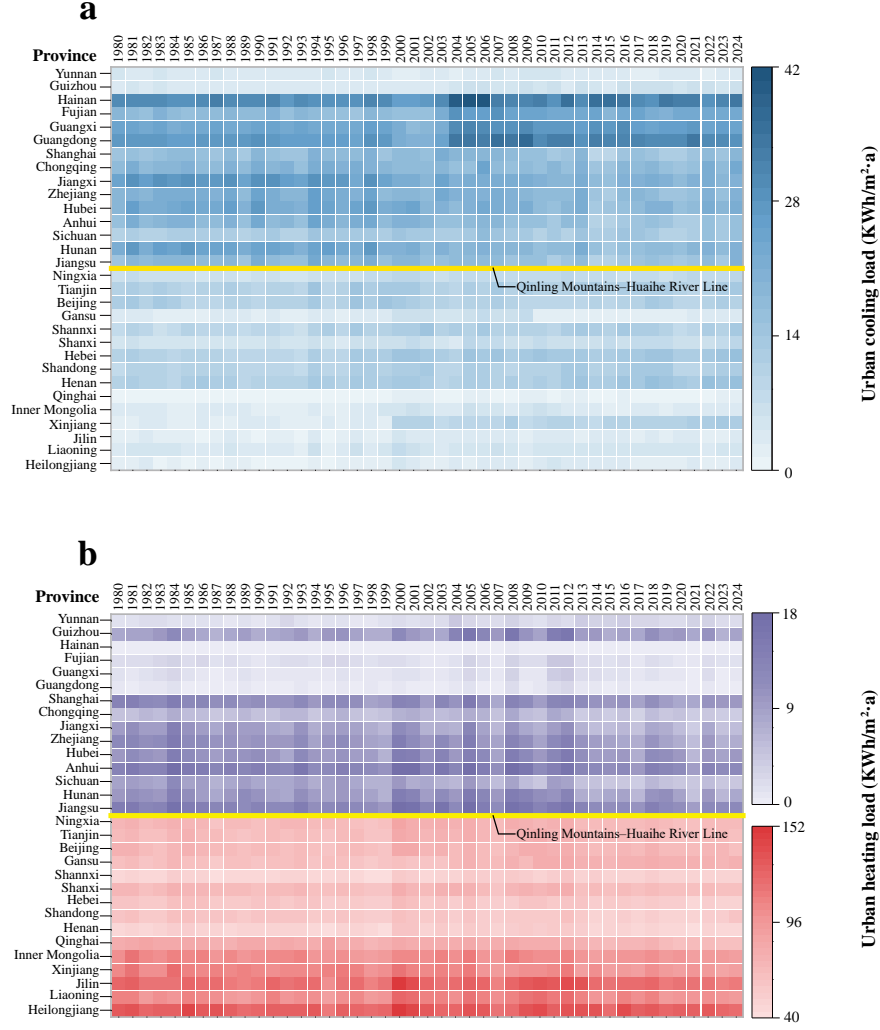 a
1980 1981 1982 1983 1984 1985 1986 1987 1988 1989 1990 1991 1992 1993 1994 1995 1996 1997 1998 1999 2000 2001 2002 2003 2004 2005 2006 2007 2008 2009 2010 2011 2012 2013 2014 2015 2016 2017 2018 2019 2020 2021 2022 2023 2024
Province
Yunnan
Guizhou
Hainan
Fujian
Guangxi
Guangdong
Shanghai
Chongqing
Jiangxi
Zhejiang
Hubei
Anhui
Sichuan
Hunan
Jiangsu
Ningxia
Tianjin
Beijing
Gansu
Shannxi
Shanxi
Hebei
Shandong
Henan
Qinghai
Inner Mongolia
Xinjiang
Jilin
Liaoning
Heilongjiang
Qinling Mountains–Huaihe River Line
42
28
14
0
Urban cooling load (KWh/m²·a)
b
1980 1981 1982 1983 1984 1985 1986 1987 1988 1989 1990 1991 1992 1993 1994 1995 1996 1997 1998 1999 2000 2001 2002 2003 2004 2005 2006 2007 2008 2009 2010 2011 2012 2013 2014 2015 2016 2017 2018 2019 2020 2021 2022 2023 2024
Province
Yunnan
Guizhou
Hainan
Fujian
Guangxi
Guangdong
Shanghai
Chongqing
Jiangxi
Zhejiang
Hubei
Anhui
Sichuan
Hunan
Jiangsu
Ningxia
Tianjin
Beijing
Gansu
Shannxi
Shanxi
Hebei
Shandong
Henan
Qinghai
Inner Mongolia
Xinjiang
Jilin
Liaoning
Heilongjiang
Qinling Mountains–Huaihe River Line
18
9
0
152
96
40
Urban heating load (KWh/m²·a)